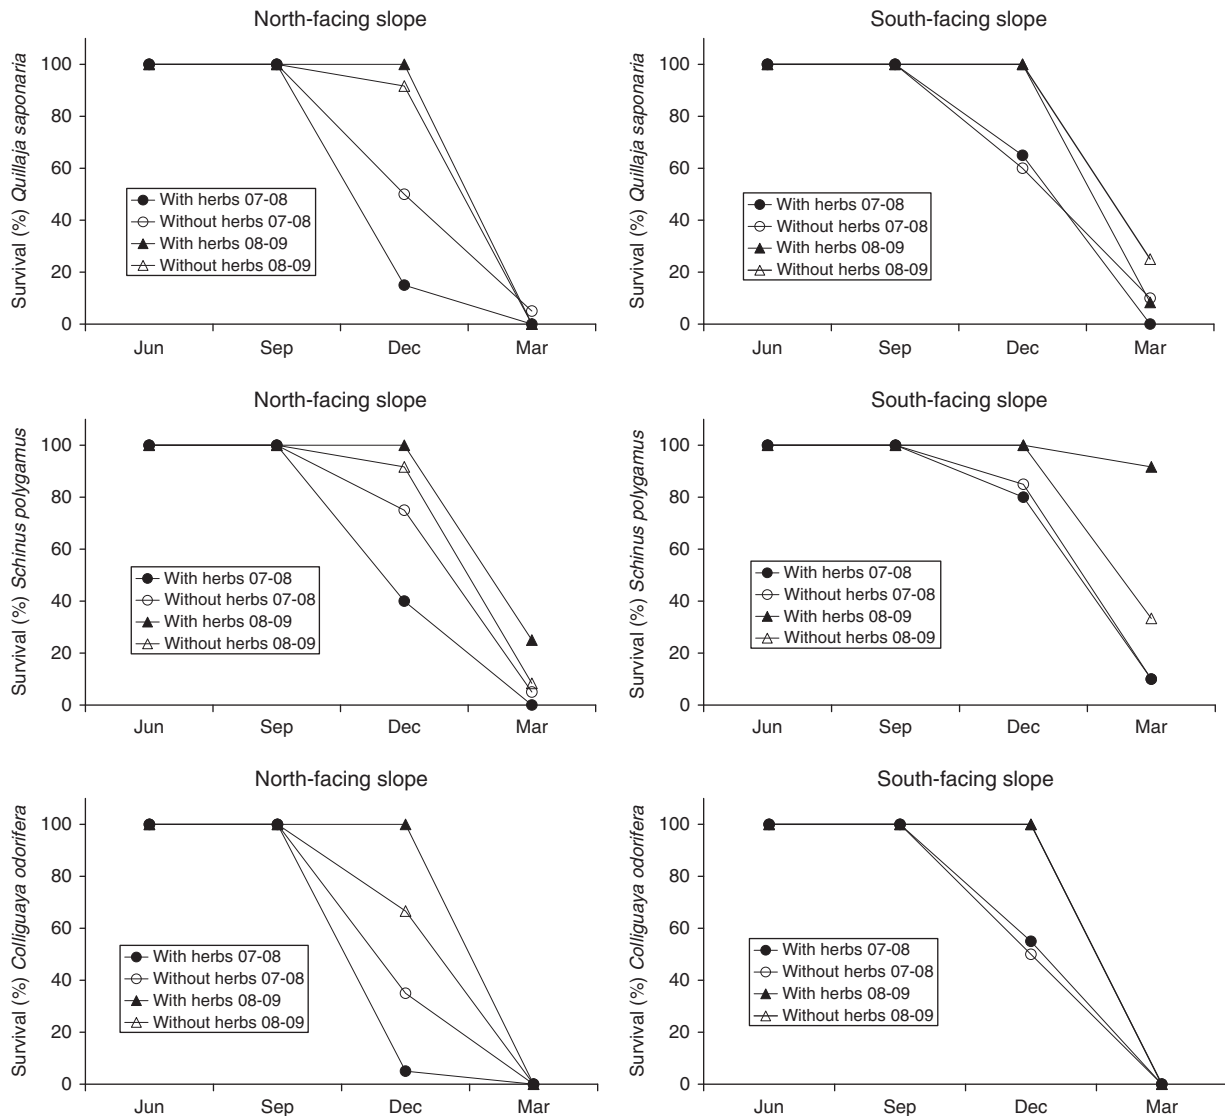 North-facing slope
Survival (%) Quillaja saponaria
100
80
60
40
20
0
With herbs 07-08
Without herbs 07-08
With herbs 08-09
Without herbs 08-09
Jun Sep Dec Mar
South-facing slope
Survival (%) Quillaja saponaria
100
80
60
40
20
0
With herbs 07-08
Without herbs 07-08
With herbs 08-09
Without herbs 08-09
Jun Sep Dec Mar
North-facing slope
Survival (%) Schinus polygamus
100
80
60
40
20
0
With herbs 07-08
Without herbs 07-08
With herbs 08-09
Without herbs 08-09
Jun Sep Dec Mar
South-facing slope
Survival (%) Schinus polygamus
100
80
60
40
20
0
With herbs 07-08
Without herbs 07-08
With herbs 08-09
Without herbs 08-09
Jun Sep Dec Mar
North-facing slope
Survival (%) Colliguaya odorifera
100
80
60
40
20
0
With herbs 07-08
Without herbs 07-08
With herbs 08-09
Without herbs 08-09
Jun Sep Dec Mar
South-facing slope
Survival (%) Colliguaya odorifera
100
80
60
40
20
0
With herbs 07-08
Without herbs 07-08
With herbs 08-09
Without herbs 08-09
Jun Sep Dec Mar